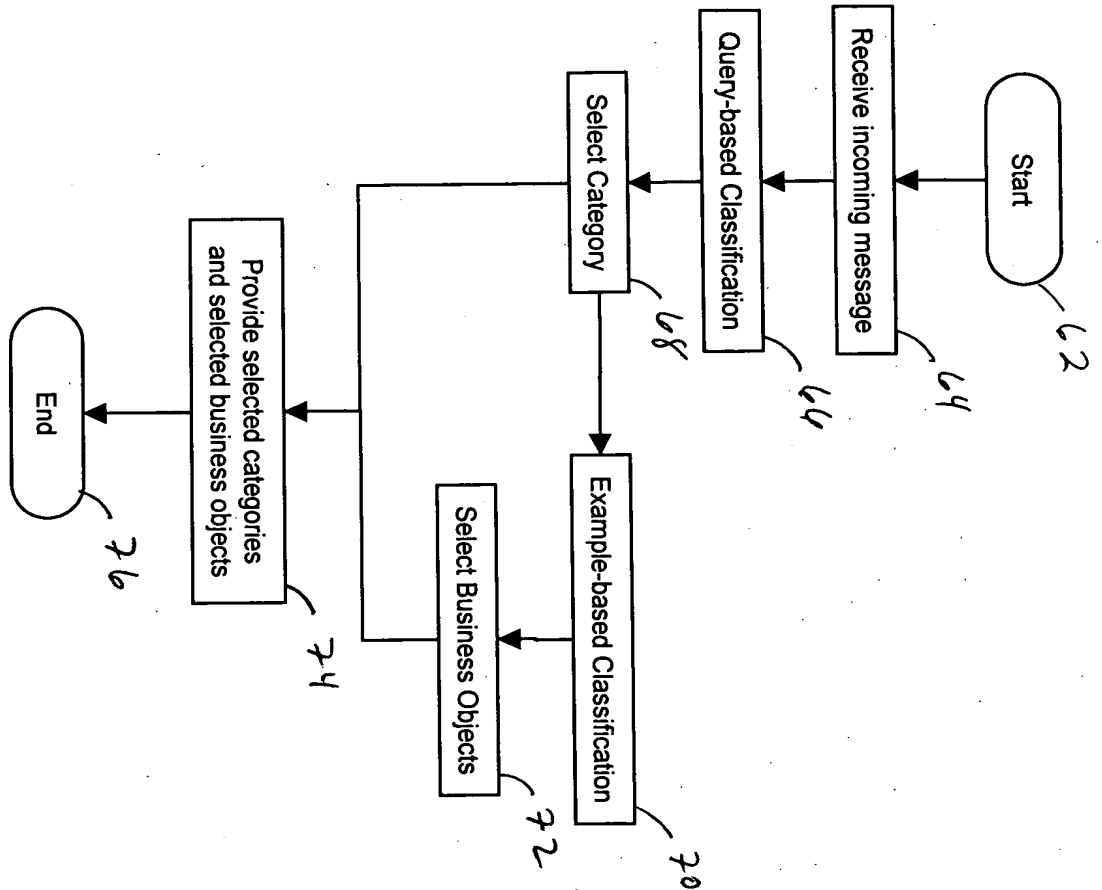 Start
62
Receive incoming message
64
Query-based Classification
66
Select Category
68
Example-based Classification
70
Select Business Objects
72
Provide selected categories
and selected business objects
74
End
76